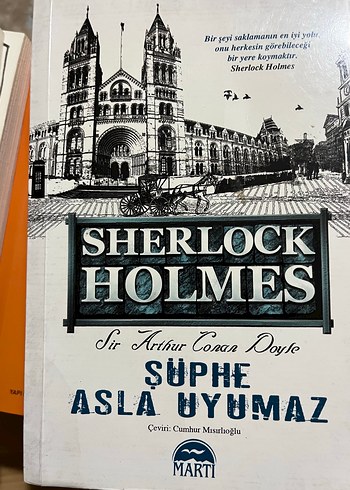 Bir şeyi saklamanın en iyi yolu,
onu herkesin görebileceği
bir yere koymaktır.
Sherlock Holmes
SHERLOCK
HOLMES
Sir Arthur Conan Doyle
ŞÜPHE
ASLA UYUMAZ
Çeviri: Cumhur Mısırlıoğlu
MARTI